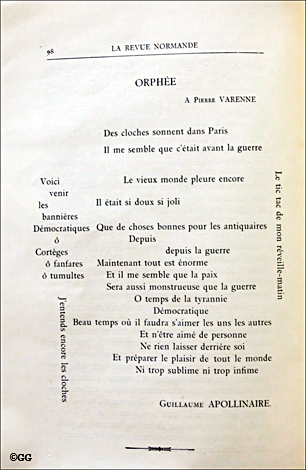 98
LA REVUE NORMANDE
ORPHÉE
A Pierre VARENNE
Des cloches sonnent dans Paris
Il me semble que c'était avant la guerre
Voici
venir
les
bannières
Démocratiques
ô
Cortèges
ô fanfares
ô tumultes
Le vieux monde pleure encore
Il était si doux si joli
Que de choses bonnes pour les antiquaires
Depuis
depuis la guerre
Maintenant tout est énorme
Et il me semble que la paix
Sera aussi monstrueuse que la guerre
O temps de la tyrannie
Démocratique
Beau temps où il faudra s'aimer les uns les autres
Et n'être aimé de personne
Ne rien laisser derrière soi
Et préparer le plaisir de tout le monde
Ni trop sublime ni trop infime
Le tic tac de mon réveille-matin
J'entends encore les cloches
Guillaume APOLLINAIRE.
©GG